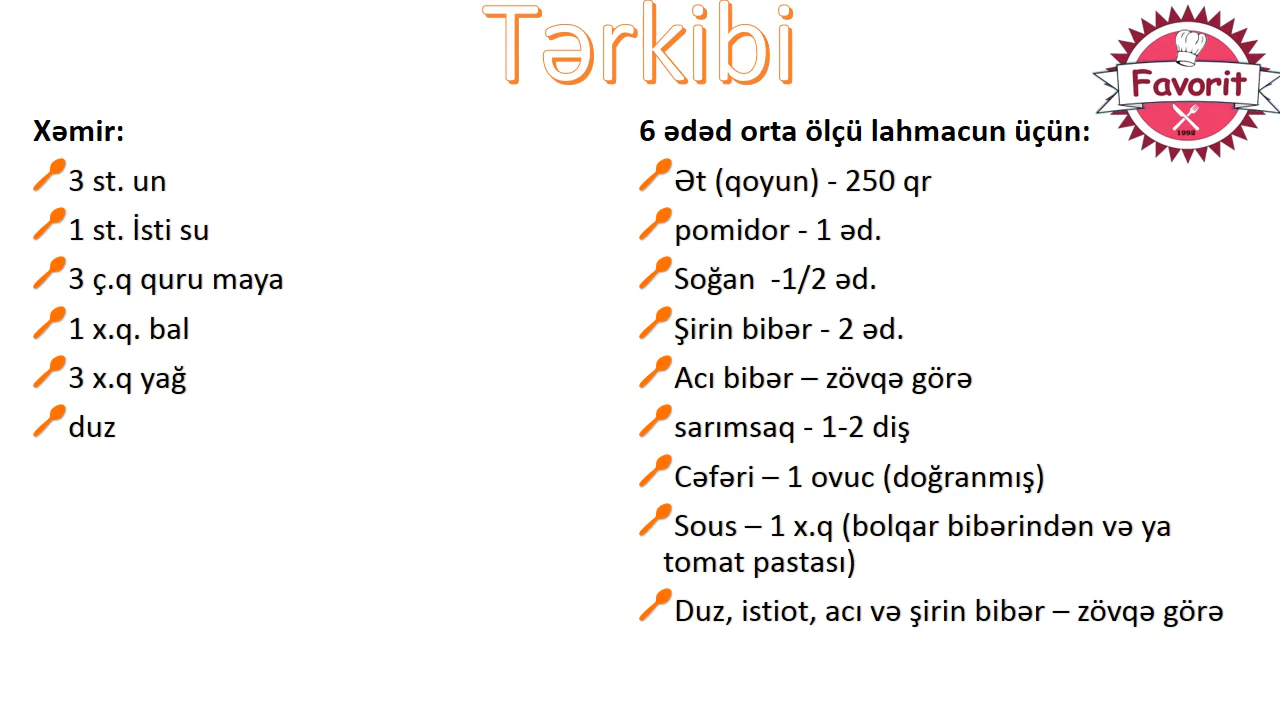 Tərkibi
Favorit
1992
Xəmir:
3 st. un
1 st. İsti su
3 ç.q quru maya
1 x.q. bal
3 x.q yağ
duz
6 ədəd orta ölçü lahmacun üçün:
Ət (qoyun) - 250 qr
pomidor - 1 əd.
Soğan  -1/2 əd.
Şirin bibər - 2 əd.
Acı bibər – zövqə görə
sarımsaq - 1-2 diş
Cəfəri – 1 ovuc (doğranmış)
Sous – 1 x.q (bolqar bibərindən və ya
tomat pastası)
Duz, istiot, acı və şirin bibər – zövqə görə